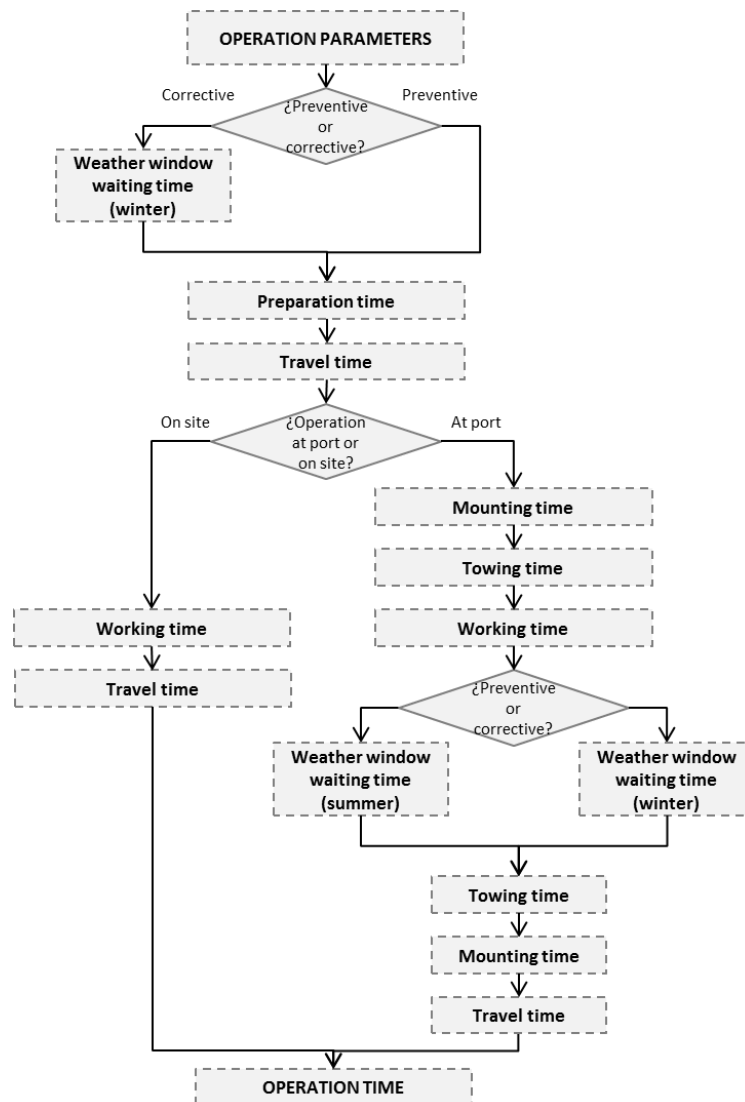 OPERATION PARAMETERS
Corrective
Preventive
¿Preventive
or
corrective?
Weather window
waiting time
(winter)
Preparation time
Travel time
On site
At port
¿Operation
at port or
on site?
Mounting time
Towing time
Working time
Working time
Travel time
¿Preventive
or
corrective?
Weather window
waiting time
(summer)
Weather window
waiting time
(winter)
Towing time
Mounting time
Travel time
OPERATION TIME